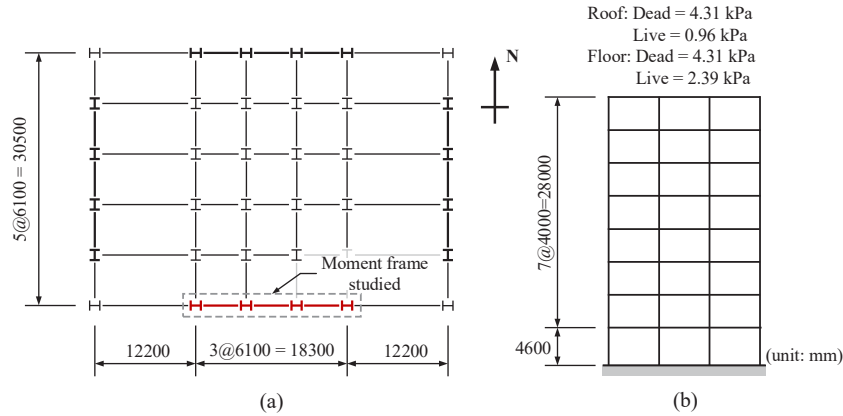 Roof: Dead = 4.31 kPa
Live = 0.96 kPa
Floor: Dead = 4.31 kPa
Live = 2.39 kPa
N
5@6100 = 30500
Moment frame
studied
12200
3@6100 = 18300
12200
(a)
7@4000=28000
4600
(unit: mm)
(b)